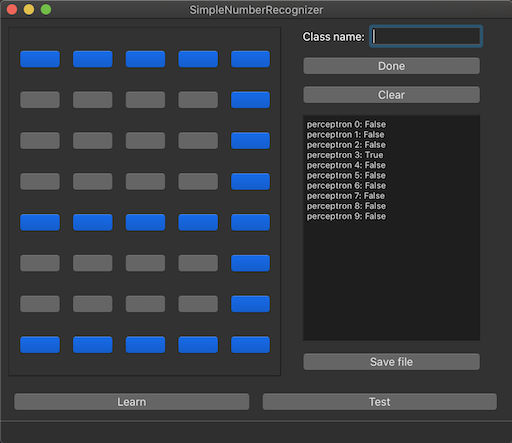 SimpleNumberRecognizer
Class name:
Done
Clear
perceptron 0: False
perceptron 1: False
perceptron 2: False
perceptron 3: True
perceptron 4: False
perceptron 5: False
perceptron 6: False
perceptron 7: False
perceptron 8: False
perceptron 9: False
Save file
Learn
Test